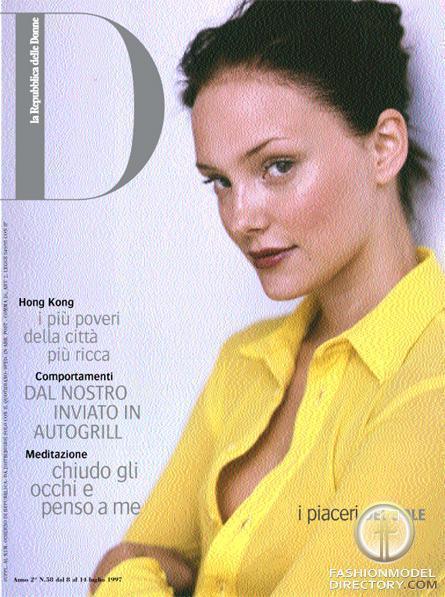 D
la Repubblica delle Donne
Hong Kong
i più poveri
della città
più ricca
Comportamenti
DAL NOSTRO
INVIATO IN
AUTOGRILL
Meditazione
chiudo gli
occhi e
penso a me
i piaceri
Anno 2° N.58 dal 8 al 14 luglio 1997
FASHIONMODEL
DIRECTORY.COM